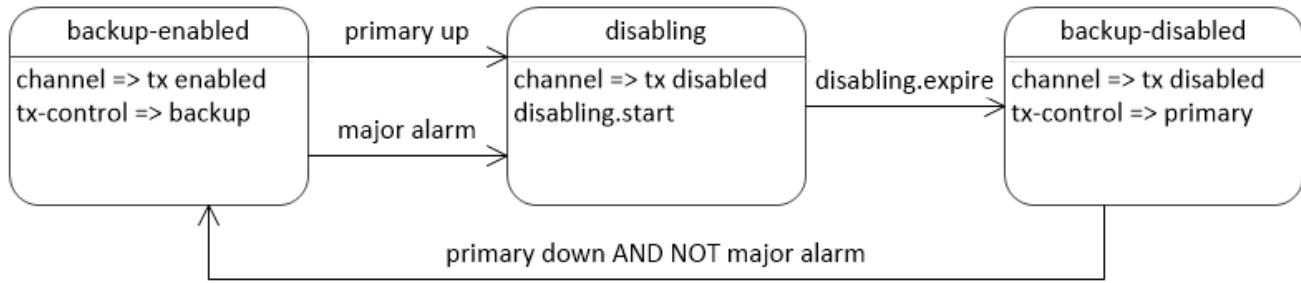 backup-enabled
channel => tx enabled
tx-control => backup
primary up
major alarm
disabling
channel => tx disabled
disabling.start
disabling.expire
backup-disabled
channel => tx disabled
tx-control => primary
primary down AND NOT major alarm